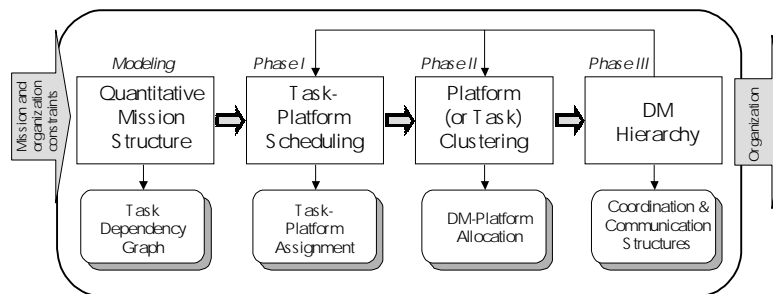 Mission and
organization
constraints
Modeling
Quantitative
Mission
Structure
Task
Dependency
Graph
Phase I
Task-
Platform
Scheduling
Task-
Platform
Assignment
Phase II
Platform
(or Task)
Clustering
DM-Platform
Allocation
Phase III
DM
Hierarchy
Coordination &
Communication
Structures
Organization